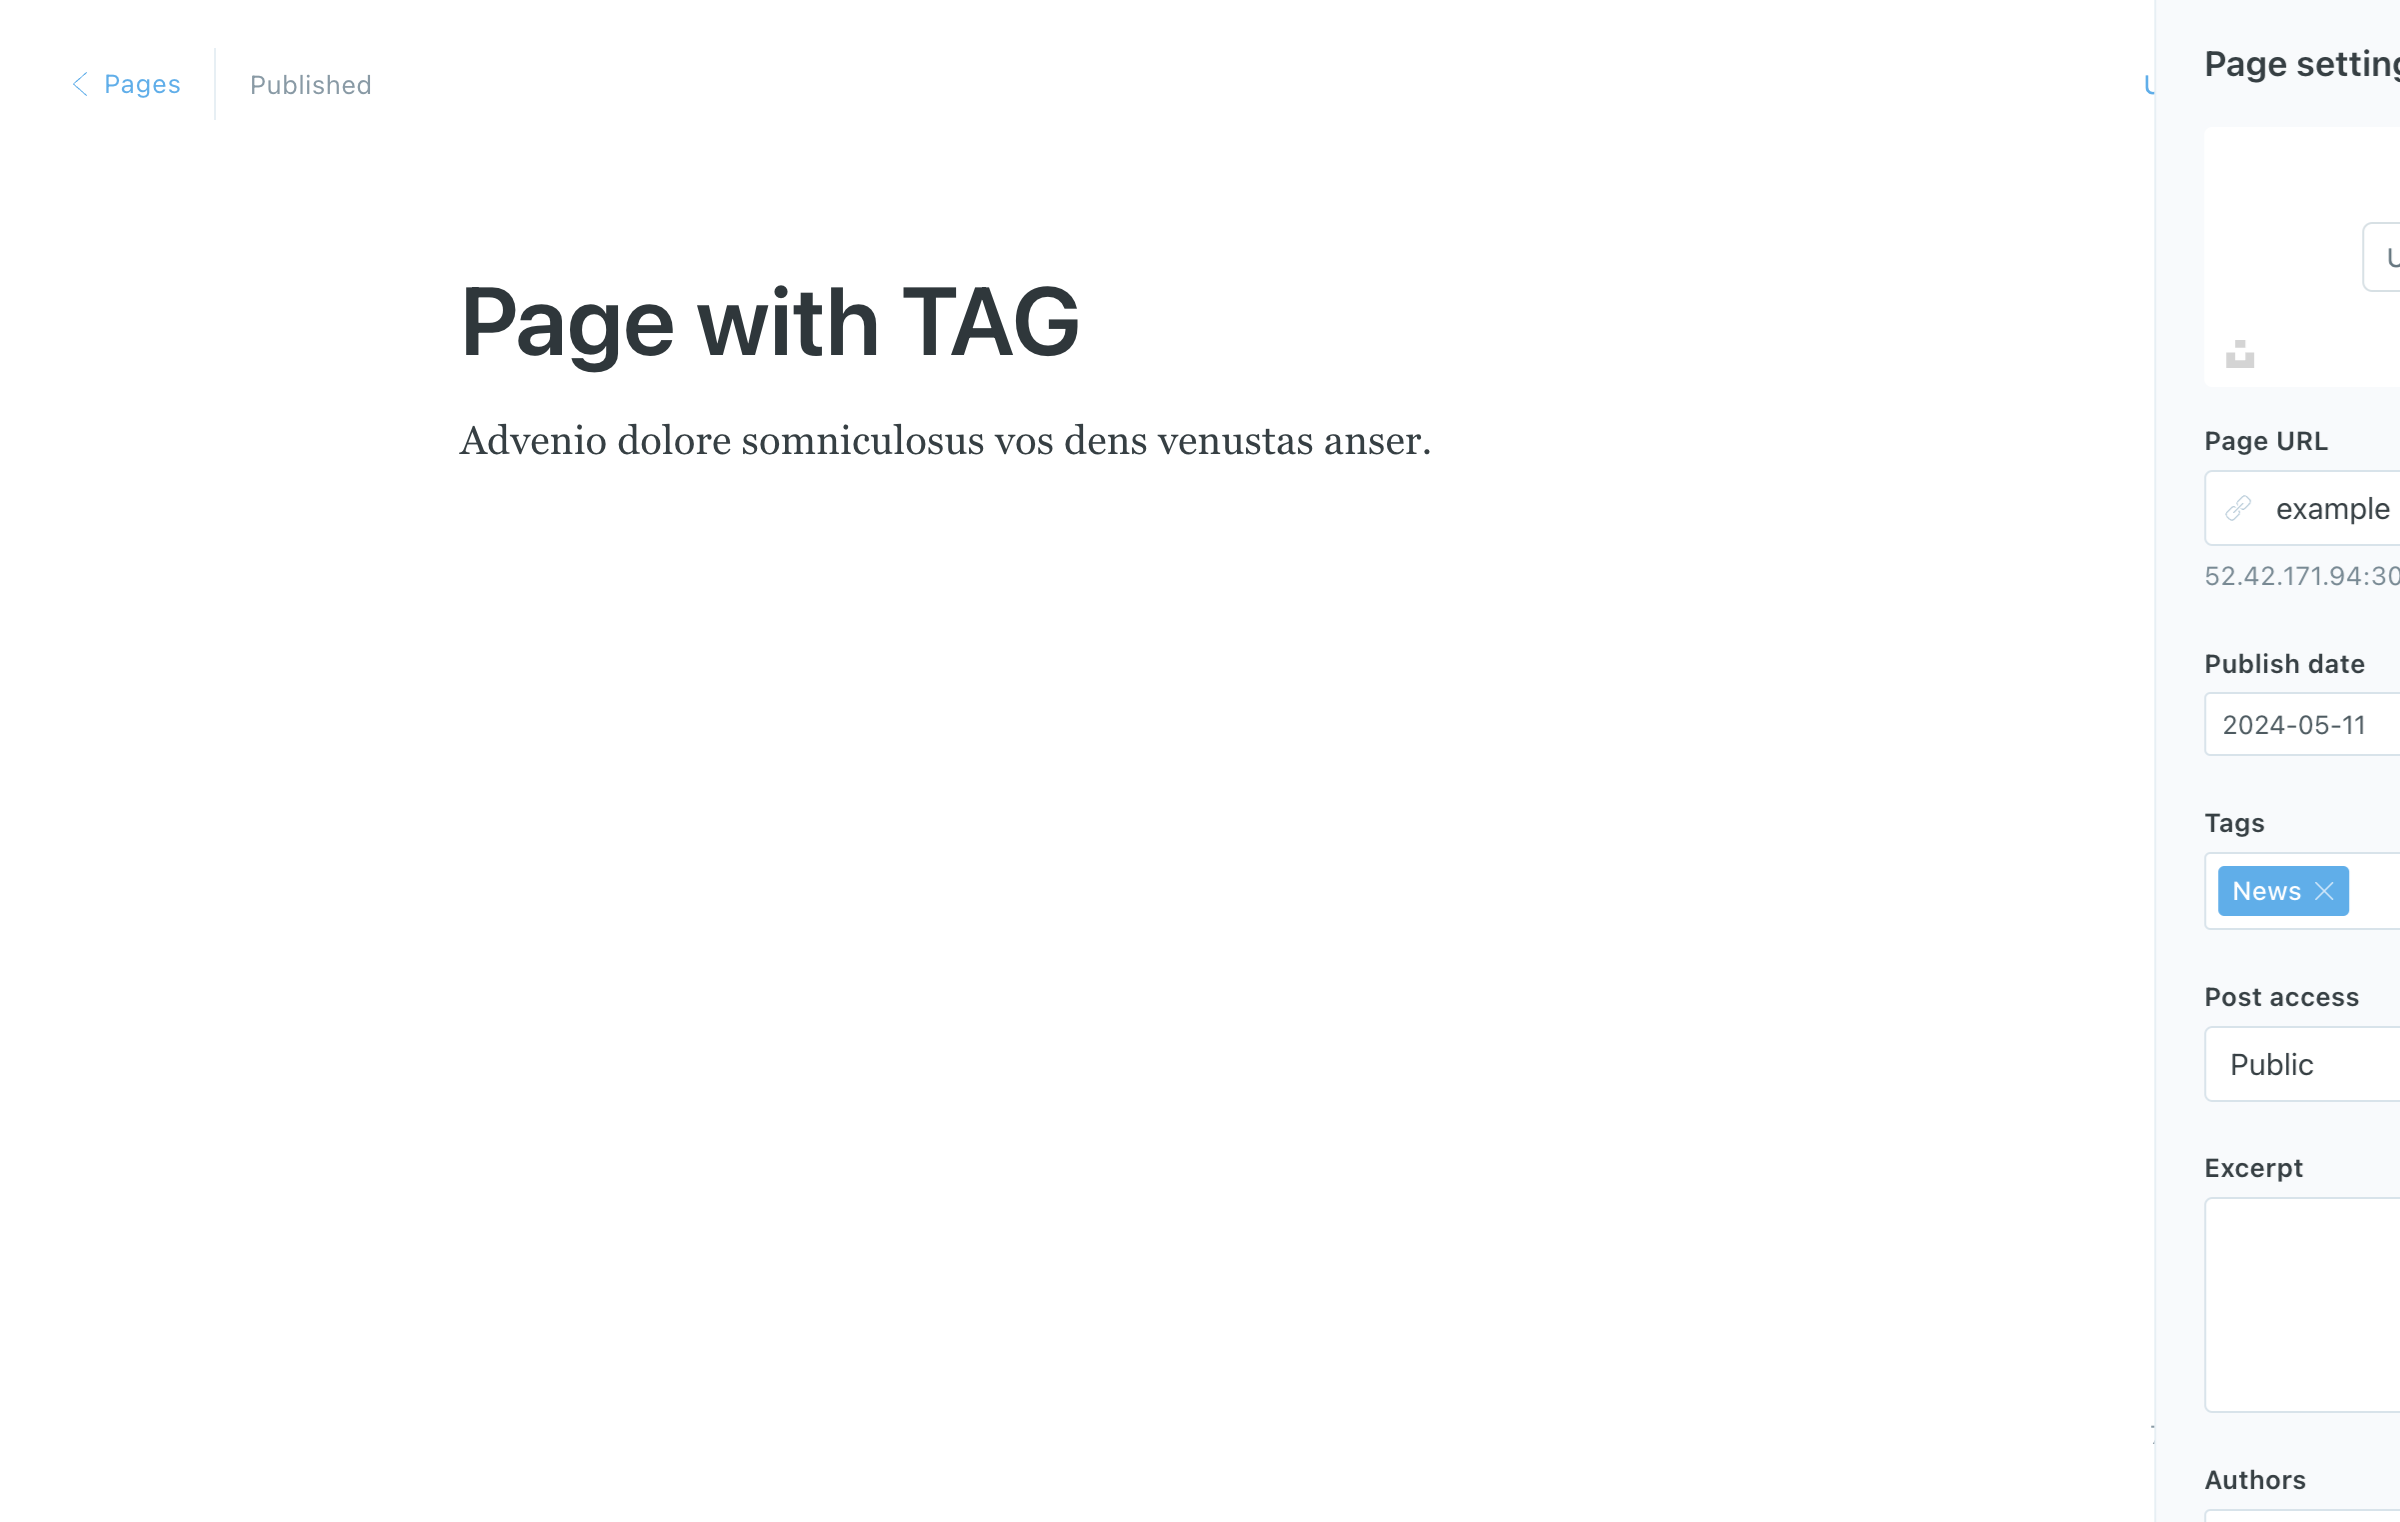 Pages
Published
Page settin
Page with TAG
Advenio dolore somniculosus vos dens venustas anser.
Page URL
example
52.42.171.94:30
Publish date
2024-05-11
Tags
News
Post access
Public
Excerpt
Authors